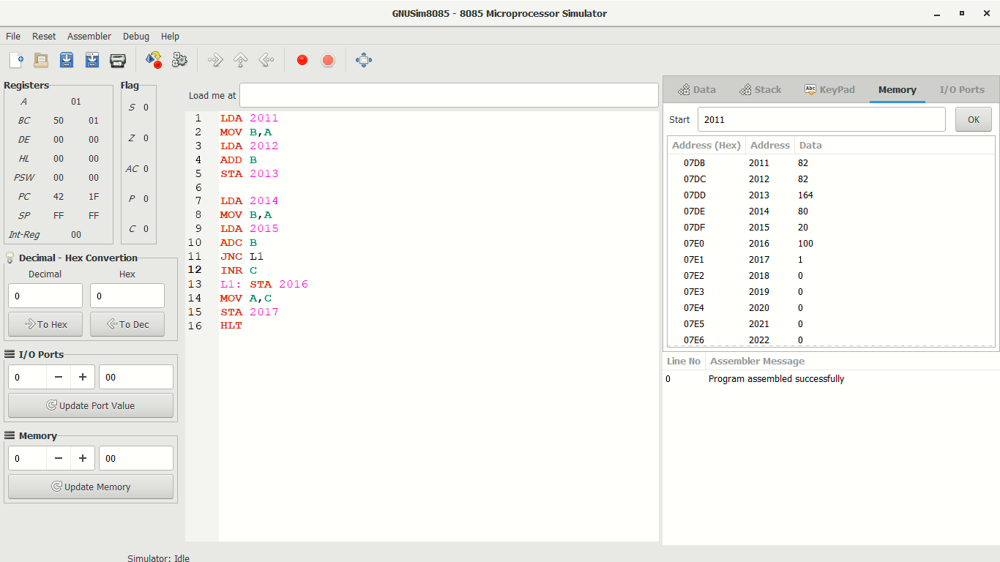 GNUSim8085 - 8085 Microprocessor Simulator
File Reset Assembler Debug Help
Registers
A 01
BC 50 01
DE 00 00
HL 00 00
PSW 00 00
PC 42 1F
SP FF FF
Int-Reg 00
Flag
S 0
Z 0
AC 0
P 0
C 0
Decimal - Hex Convertion
Decimal Hex
0 0
To Hex To Dec
I/O Ports
0 00
Update Port Value
Memory
0 00
Update Memory
Load me at
1 LDA 2011
2 MOV B,A
3 LDA 2012
4 ADD B
5 STA 2013
6
7 LDA 2014
8 MOV B,A
9 LDA 2015
10 ADC B
11 JNC L1
12 INR C
13 L1: STA 2016
14 MOV A,C
15 STA 2017
16 HLT
Data Stack Abc KeyPad Memory I/O Ports
Start 2011 OK
Address (Hex) Address Data
07DB 2011 82
07DC 2012 82
07DD 2013 164
07DE 2014 80
07DF 2015 20
07E0 2016 100
07E1 2017 1
07E2 2018 0
07E3 2019 0
07E4 2020 0
07E5 2021 0
07E6 2022 0
Line No Assembler Message
0 Program assembled successfully
Simulator: Idle